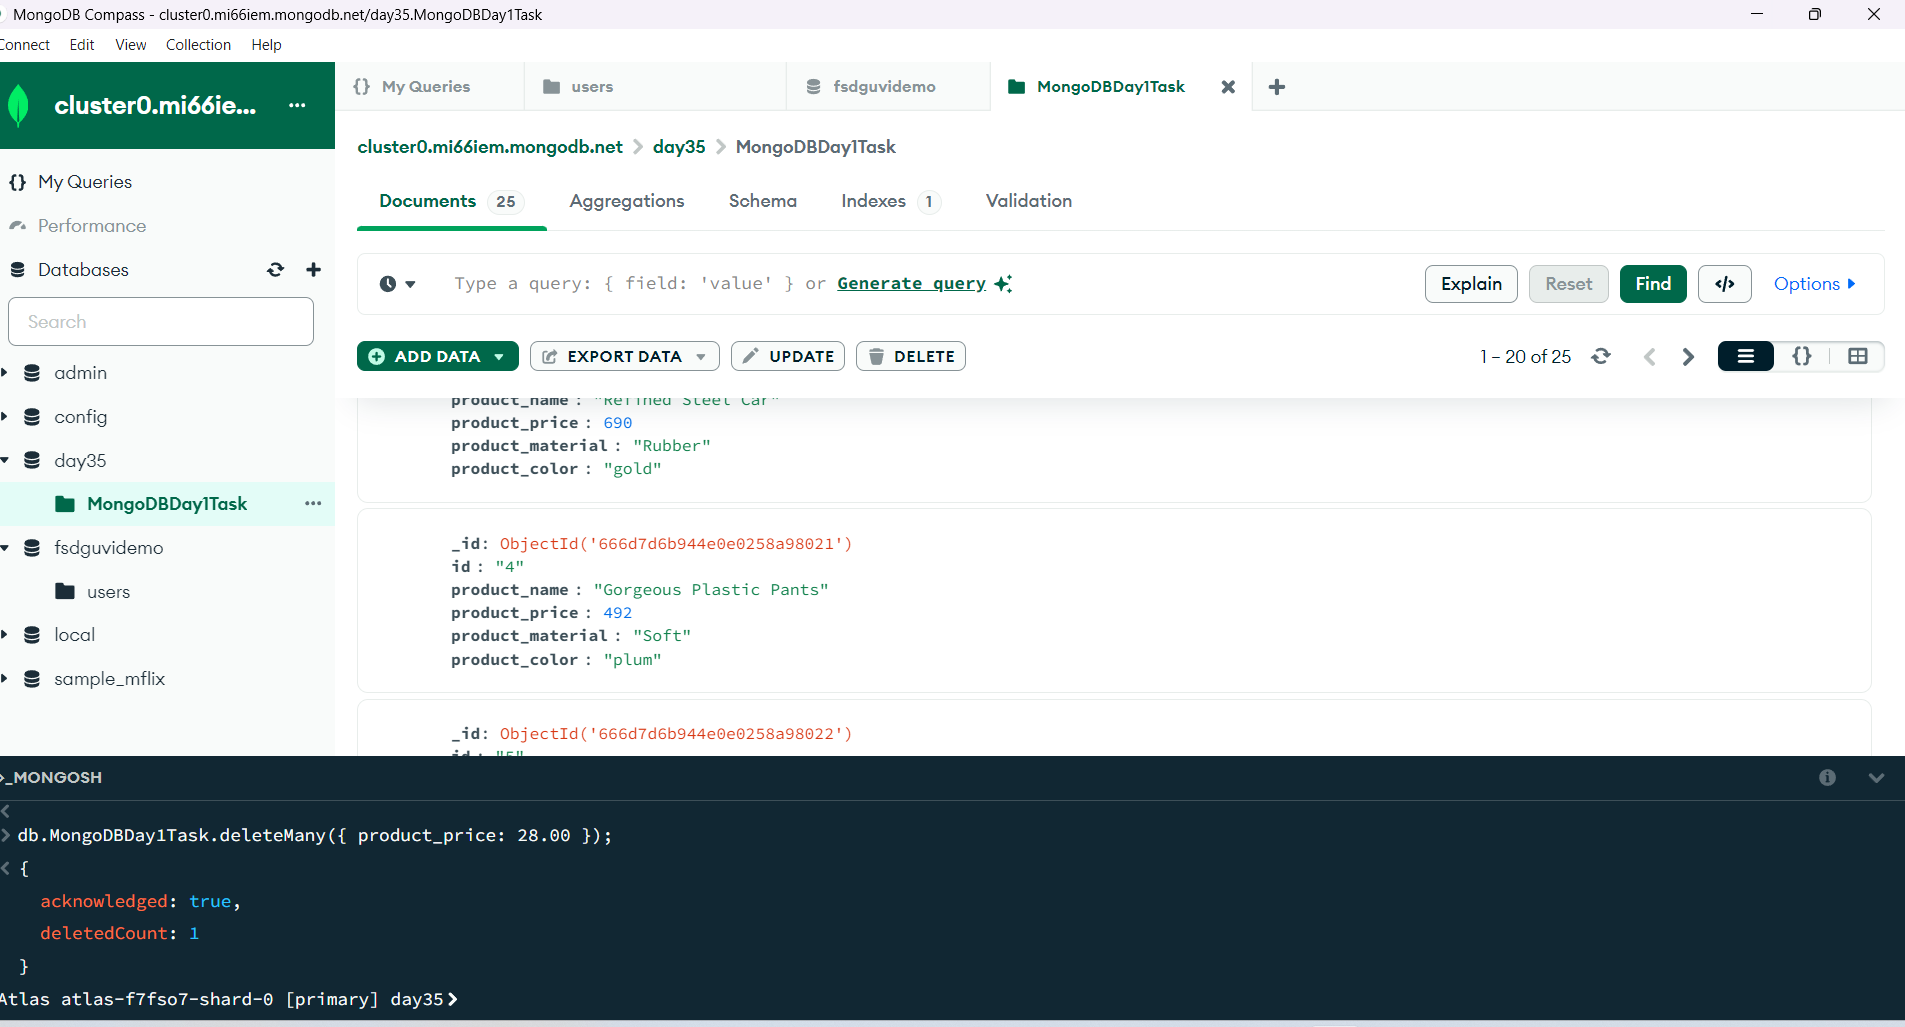 MongoDB Compass - cluster0.mi66iem.mongodb.net/day35.MongoDBDay1Task
Connect Edit View Collection Help
cluster0.mi66ie... ...
{} My Queries
users
fsdguvidemo
MongoDBDay1Task
cluster0.mi66iem.mongodb.net > day35 > MongoDBDay1Task
{} My Queries
Performance
Databases
Search
admin
config
day35
MongoDBDay1Task ...
fsdguvidemo
users
local
sample_mflix
Documents 25 Aggregations Schema Indexes 1 Validation
Type a query: { field: 'value' } or Generate query
Explain Reset Find </> Options
ADD DATA EXPORT DATA UPDATE DELETE
1 – 20 of 25 {}
product_name : "Refined Steel Car"
product_price : 690
product_material : "Rubber"
product_color : "gold"
_id: ObjectId('666d7d6b944e0e0258a98021')
id : "4"
product_name : "Gorgeous Plastic Pants"
product_price : 492
product_material : "Soft"
product_color : "plum"
_id: ObjectId('666d7d6b944e0e0258a98022')
id : "5"
>_MONGOSH
<
> db.MongoDBDay1Task.deleteMany({ product_price: 28.00 });
< {
acknowledged: true,
deletedCount: 1
}
Atlas atlas-f7fso7-shard-0 [primary] day35>